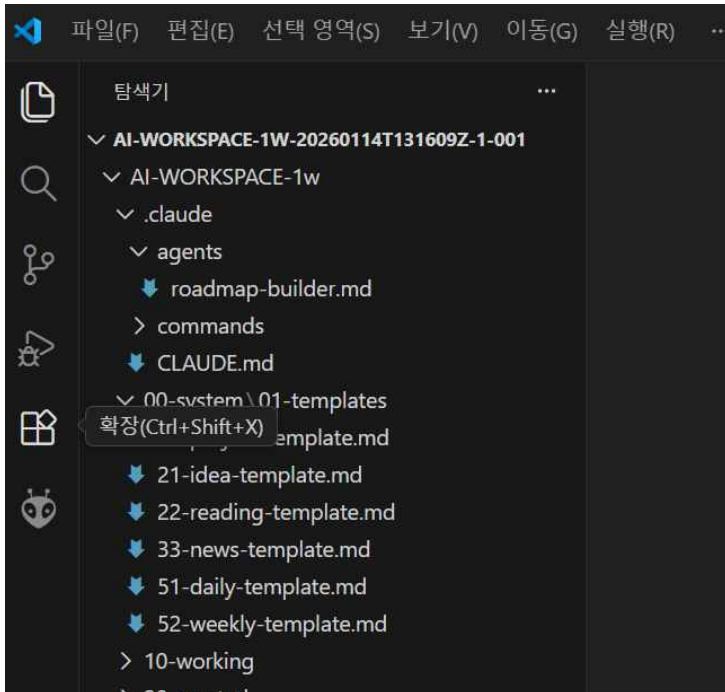 파일(F) 편집(E) 선택 영역(S) 보기(V) 이동(G) 실행(R) ...
탐색기 ...
AI-WORKSPACE-1W-20260114T131609Z-1-001
AI-WORKSPACE-1w
.claude
agents
roadmap-builder.md
commands
CLAUDE.md
00-system\01-templates
확장(Ctrl+Shift+X)
emplate.md
21-idea-template.md
22-reading-template.md
33-news-template.md
51-daily-template.md
52-weekly-template.md
10-working